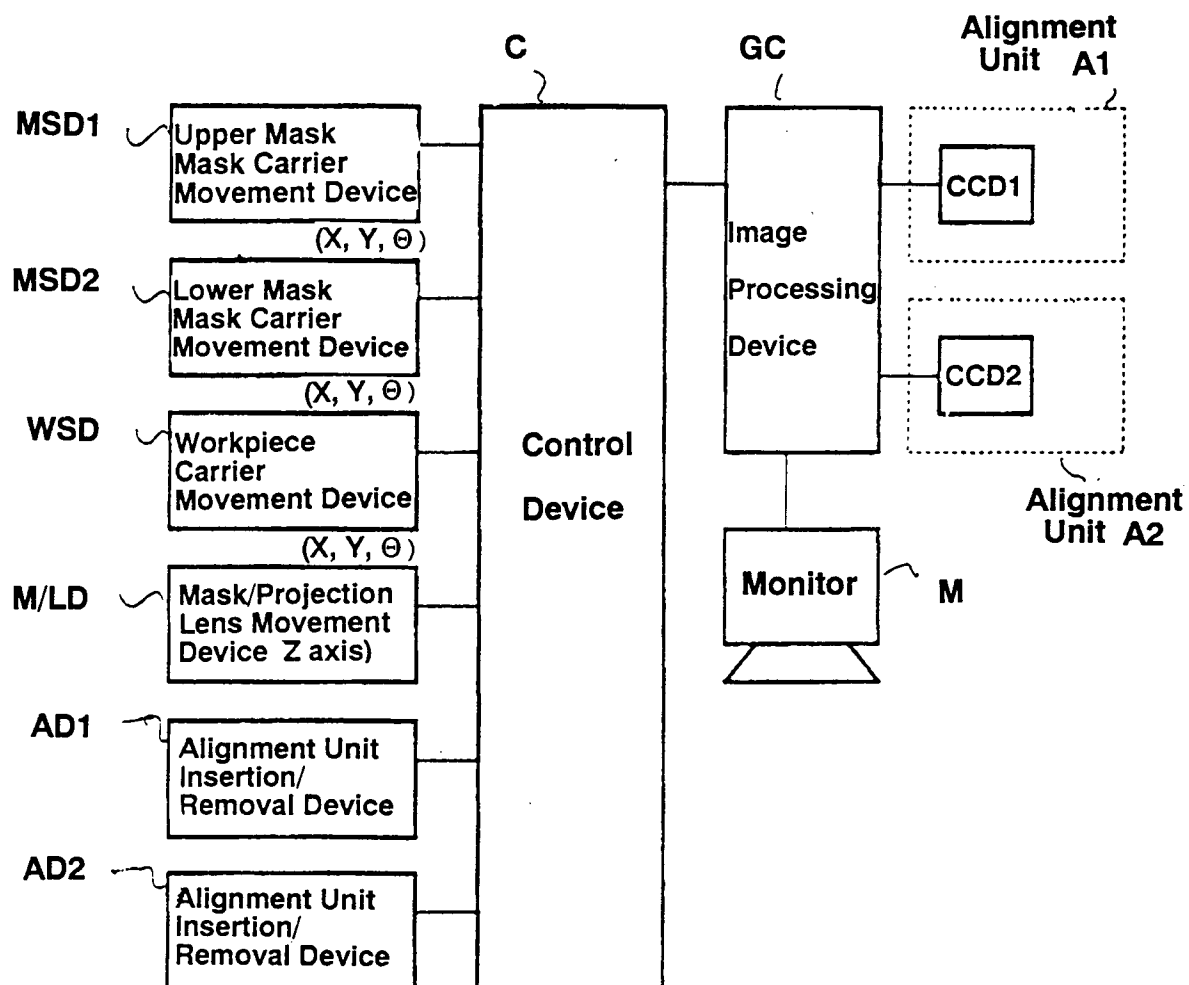 C
GC
Alignment
Unit A1
MSD1
Upper Mask
Mask Carrier
Movement Device
(X, Y, Θ)
CCD1
MSD2
Lower Mask
Mask Carrier
Movement Device
(X, Y, Θ)
Image
Processing
Device
CCD2
WSD
Workpiece
Carrier
Movement Device
(X, Y, Θ)
Control
Device
Alignment
Unit A2
M/LD
Mask/Projection
Lens Movement
Device Z axis)
Monitor
M
AD1
Alignment Unit
Insertion/
Removal Device
AD2
Alignment Unit
Insertion/
Removal Device